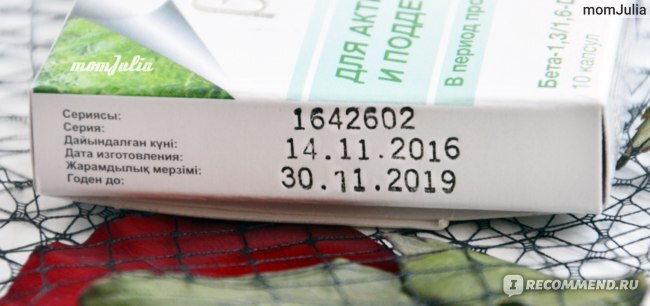 momJulia
momJulia
ДЛЯ АКТ
И ПОДДЕ
В период про
Бета-1,3/1,6-D
10 капсул
Сериясы:
Серия:
1642602
Дайындалған күні:
Дата изготовления:
14.11.2016
Жарамдылық мерзімі:
Годен до:
30.11.2019
I RECOMMEND.RU